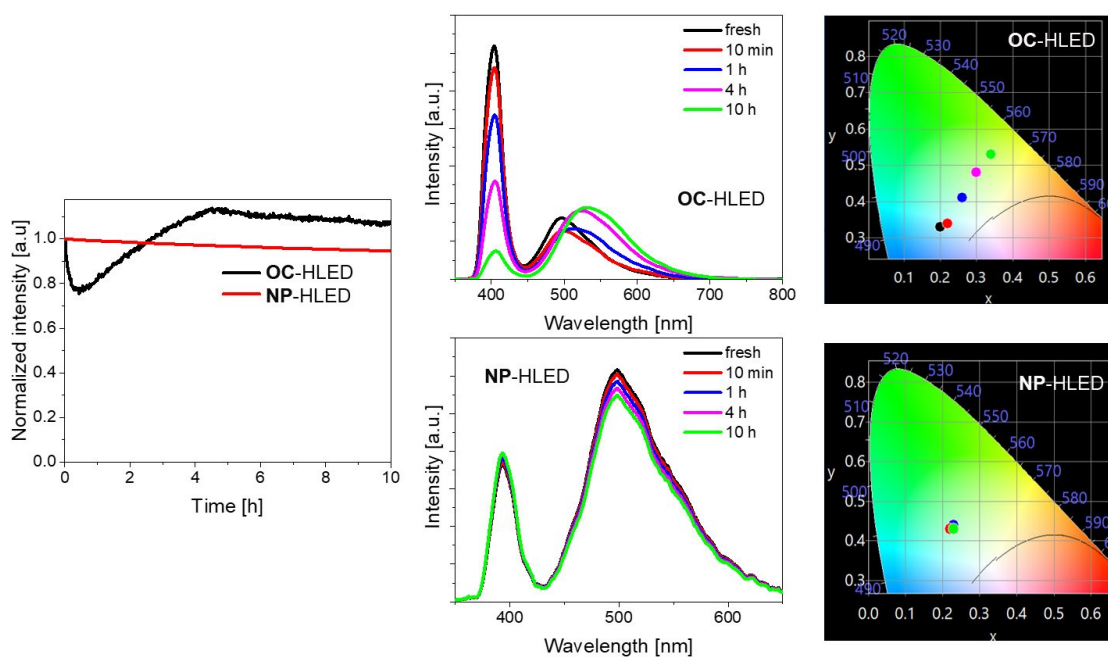 Normalized intensity [a.u]
1.0
0.8
0.6
0.4
0.2
0.0
OC-HLED
NP-HLED
0 2 4 6 8 10
Time [h]
Intensity [a.u.]
fresh
10 min
1 h
4 h
10 h
OC-HLED
400 500 600 700 800
Wavelength [nm]
OC-HLED
0.8
0.7
0.6
y
0.5
0.4
0.3
520
530
540
550
560
570
580
590
510
500
490
0.1 0.2 0.3 0.4 0.5 0.6
x
Intensity [a.u.]
NP-HLED
fresh
10 min
1 h
4 h
10 h
400 500 600
Wavelength [nm]
NP-HLED
0.8
0.7
0.6
y
0.5
0.4
0.3
520
530
540
550
560
570
580
590
510
500
490
0.0 0.1 0.2 0.3 0.4 0.5 0.6
x